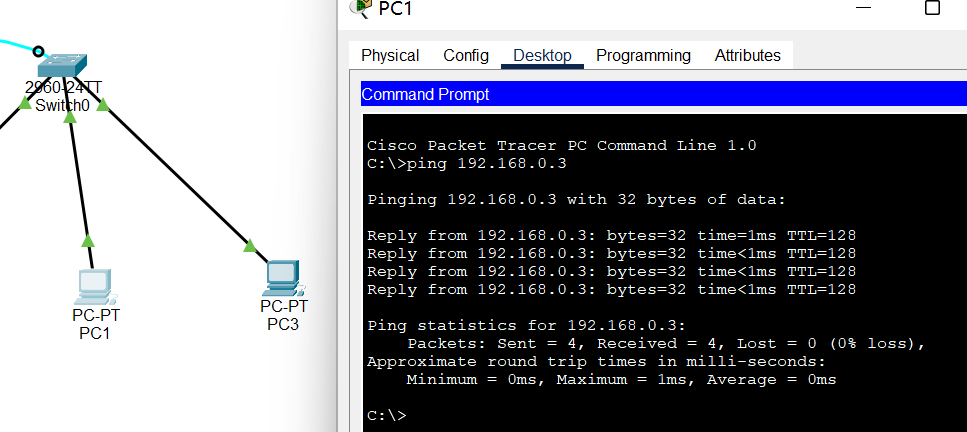 2960-24TT
Switch0
PC-PT
PC1
PC-PT
PC3
PC1
Physical Config Desktop Programming Attributes
Command Prompt
Cisco Packet Tracer PC Command Line 1.0
C:\>ping 192.168.0.3
Pinging 192.168.0.3 with 32 bytes of data:
Reply from 192.168.0.3: bytes=32 time=1ms TTL=128
Reply from 192.168.0.3: bytes=32 time<1ms TTL=128
Reply from 192.168.0.3: bytes=32 time<1ms TTL=128
Reply from 192.168.0.3: bytes=32 time<1ms TTL=128
Ping statistics for 192.168.0.3:
Packets: Sent = 4, Received = 4, Lost = 0 (0% loss),
Approximate round trip times in milli-seconds:
Minimum = 0ms, Maximum = 1ms, Average = 0ms
C:\>